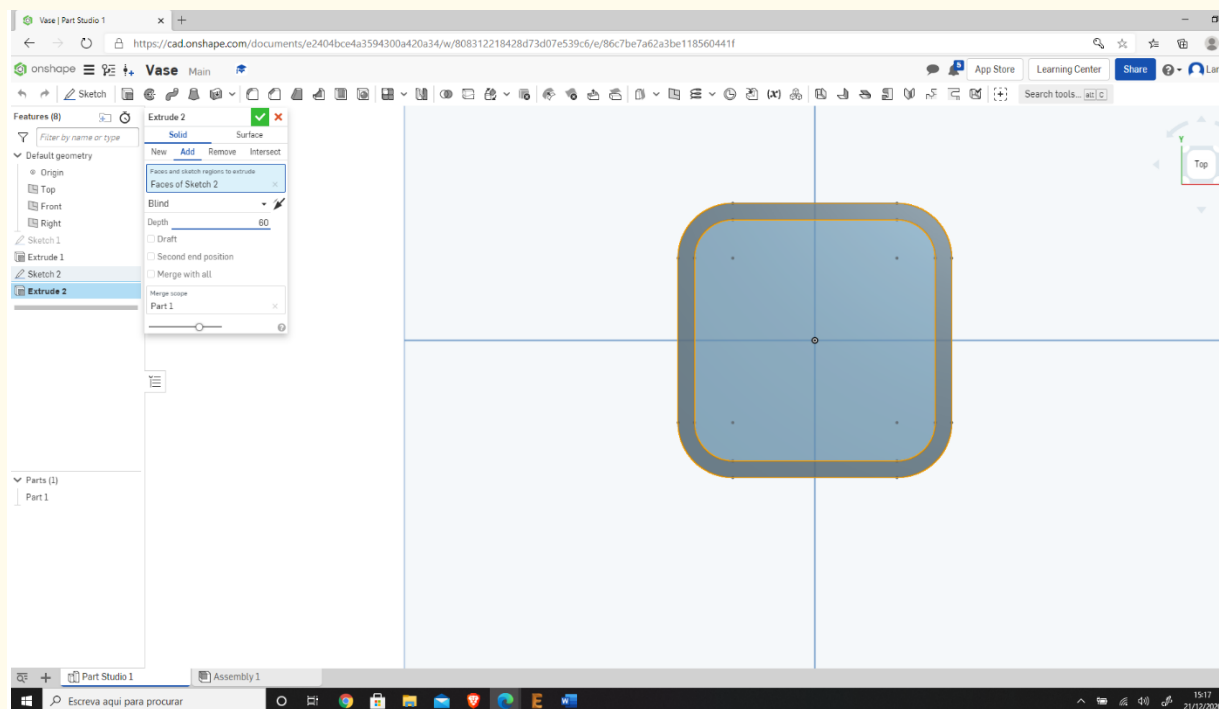 Vase | Part Studio 1
https://cad.onshape.com/documents/e2404bce4a3594300a420a34/w/808312218428d73d07e539c6/e/86c7be7a62a3be118560441f
onshape Vase Main 5 App Store Learning Center Share Lar
Sketch Search tools... alt C
Features (8)
Filter by name or type
Default geometry
Origin
Top
Front
Right
Sketch 1
Extrude 1
Sketch 2
Extrude 2
Extrude 2
Solid Surface
New Add Remove Intersect
Faces and sketch regions to extrude
Faces of Sketch 2
Blind
Depth 60
Draft
Second end position
Merge with all
Merge scope
Part 1
Y
Top
Parts (1)
Part 1
Part Studio 1 Assembly 1
Escreva aqui para procurar
15:17